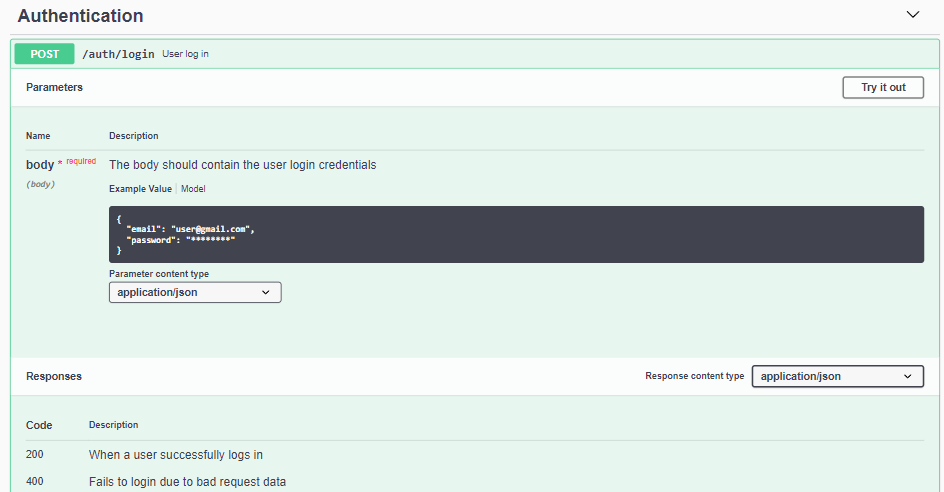 Authentication
POST /auth/login User log in
Parameters
Try it out
Name Description
body * required The body should contain the user login credentials
(body)
Example Value Model
{
"email": "user@gmail.com",
"password": "********"
}
Parameter content type
application/json
Responses Response content type application/json
Code Description
200 When a user successfully logs in
400 Fails to login due to bad request data